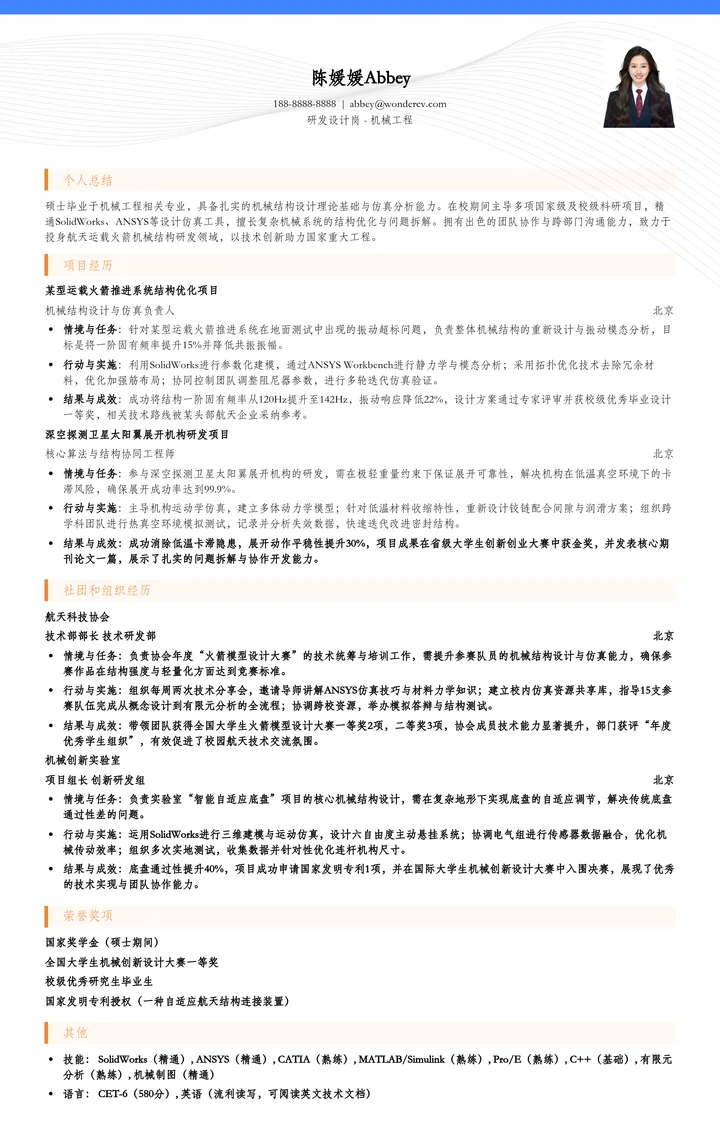 陈媛媛Abbey
188-8888-8888 | abbey@wondercv.com
研发设计岗 - 机械工程
个人总结
硕士毕业于机械工程相关专业，具备扎实的机械结构设计理论基础与仿真分析能力。在校期间主导多项国家级及校级科研项目，精
通SolidWorks、ANSYS等设计仿真工具，擅长复杂机械系统的结构优化与问题拆解。拥有出色的团队协作与跨部门沟通能力，致力于
投身航天运载火箭机械结构研发领域，以技术创新助力国家重大工程。
项目经历
某型运载火箭推进系统结构优化项目
机械结构设计与仿真负责人 北京
• 情境与任务：针对某型运载火箭推进系统在地面测试中出现的振动超标问题，负责整体机械结构的重新设计与振动模态分析，目
标是将一阶固有频率提升15%并降低共振振幅。
• 行动与实施：利用SolidWorks进行参数化建模，通过ANSYS Workbench进行静力学与模态分析；采用拓扑优化技术去除冗余材
料，优化加强筋布局；协同控制团队调整阻尼器参数，进行多轮迭代仿真验证。
• 结果与成效：成功将结构一阶固有频率从120Hz提升至142Hz，振动响应降低22%，设计方案通过专家评审并获校级优秀毕业设计
一等奖，相关技术路线被某头部航天企业采纳参考。
深空探测卫星太阳翼展开机构研发项目
核心算法与结构协同工程师 北京
• 情境与任务：参与深空探测卫星太阳翼展开机构的研发，需在极轻重量约束下保证展开可靠性，解决机构在低温真空环境下的卡
滞风险，确保展开成功率达到99.9%。
• 行动与实施：主导机构运动学仿真，建立多体动力学模型；针对低温材料收缩特性，重新设计铰链配合间隙与润滑方案；组织跨
学科团队进行热真空环境模拟测试，记录并分析失效数据，快速迭代改进密封结构。
• 结果与成效：成功消除低温卡滞隐患，展开动作平稳性提升30%，项目成果在省级大学生创新创业大赛中获金奖，并发表核心期
刊论文一篇，展示了扎实的问题拆解与协作开发能力。
社团和组织经历
航天科技协会
技术部部长 技术研发部 北京
• 情境与任务：负责协会年度“火箭模型设计大赛”的技术统筹与培训工作，需提升参赛队员的机械结构设计与仿真能力，确保参
赛作品在结构强度与轻量化方面达到竞赛标准。
• 行动与实施：组织每周两次技术分享会，邀请导师讲解ANSYS仿真技巧与材料力学知识；建立校内仿真资源共享库，指导15支参
赛队伍完成从概念设计到有限元分析的全流程；协调跨校资源，举办模拟答辩与结构测试。
• 结果与成效：带领团队获得全国大学生火箭模型设计大赛一等奖2项，二等奖3项，协会成员技术能力显著提升，部门获评“年度
优秀学生组织”，有效促进了校园航天技术交流氛围。
机械创新实验室
项目组长 创新研发组 北京
• 情境与任务：负责实验室“智能自适应底盘”项目的核心机械结构设计，需在复杂地形下实现底盘的自适应调节，解决传统底盘
通过性差的问题。
• 行动与实施：运用SolidWorks进行三维建模与运动仿真，设计六自由度主动悬挂系统；协调电气组进行传感器数据融合，优化机
械传动效率；组织多次实地测试，收集数据并针对性优化连杆机构尺寸。
• 结果与成效：底盘通过性提升40%，项目成功申请国家发明专利1项，并在国际大学生机械创新设计大赛中入围决赛，展现了优秀
的技术实现与团队协作能力。
荣誉奖项
国家奖学金（硕士期间）
全国大学生机械创新设计大赛一等奖
校级优秀研究生毕业生
国家发明专利授权（一种自适应航天结构连接装置）
其他
• 技能： SolidWorks（精通）, ANSYS（精通）, CATIA（熟练）, MATLAB/Simulink（熟练）, Pro/E（熟练）, C++（基础）, 有限元
分析（熟练）, 机械制图（精通）
• 语言： CET-6（580分）, 英语（流利读写，可阅读英文技术文档）